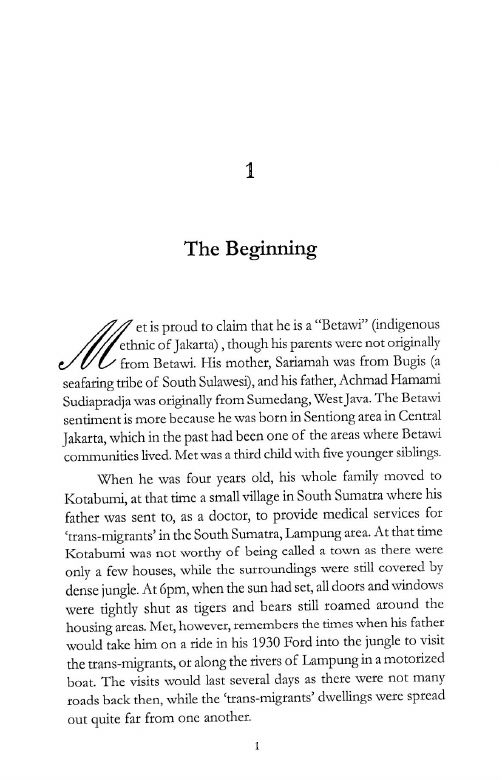 1
The Beginning
Met is proud to claim that he is a “Betawi” (indigenous
ethnic of Jakarta) , though his parents were not originally
from Betawi. His mother, Sariamah was from Bugis (a
seafaring tribe of South Sulawesi), and his father, Achmad Hamami
Sudiapradja was originally from Sumedang, West Java. The Betawi
sentiment is more because he was born in Sentiong area in Central
Jakarta, which in the past had been one of the areas where Betawi
communities lived. Met was a third child with five younger siblings.
When he was four years old, his whole family moved to
Kotabumi, at that time a small village in South Sumatra where his
father was sent to, as a doctor, to provide medical services for
‘trans-migrants’ in the South Sumatra, Lampung area. At that time
Kotabumi was not worthy of being called a town as there were
only a few houses, while the surroundings were still covered by
dense jungle. At 6pm, when the sun had set, all doors and windows
were tightly shut as tigers and bears still roamed around the
housing areas. Met, however, remembers the times when his father
would take him on a ride in his 1930 Ford into the jungle to visit
the trans-migrants, or along the rivers of Lampung in a motorized
boat. The visits would last several days as there were not many
roads back then, while the ‘trans-migrants’ dwellings were spread
out quite far from one another.
1